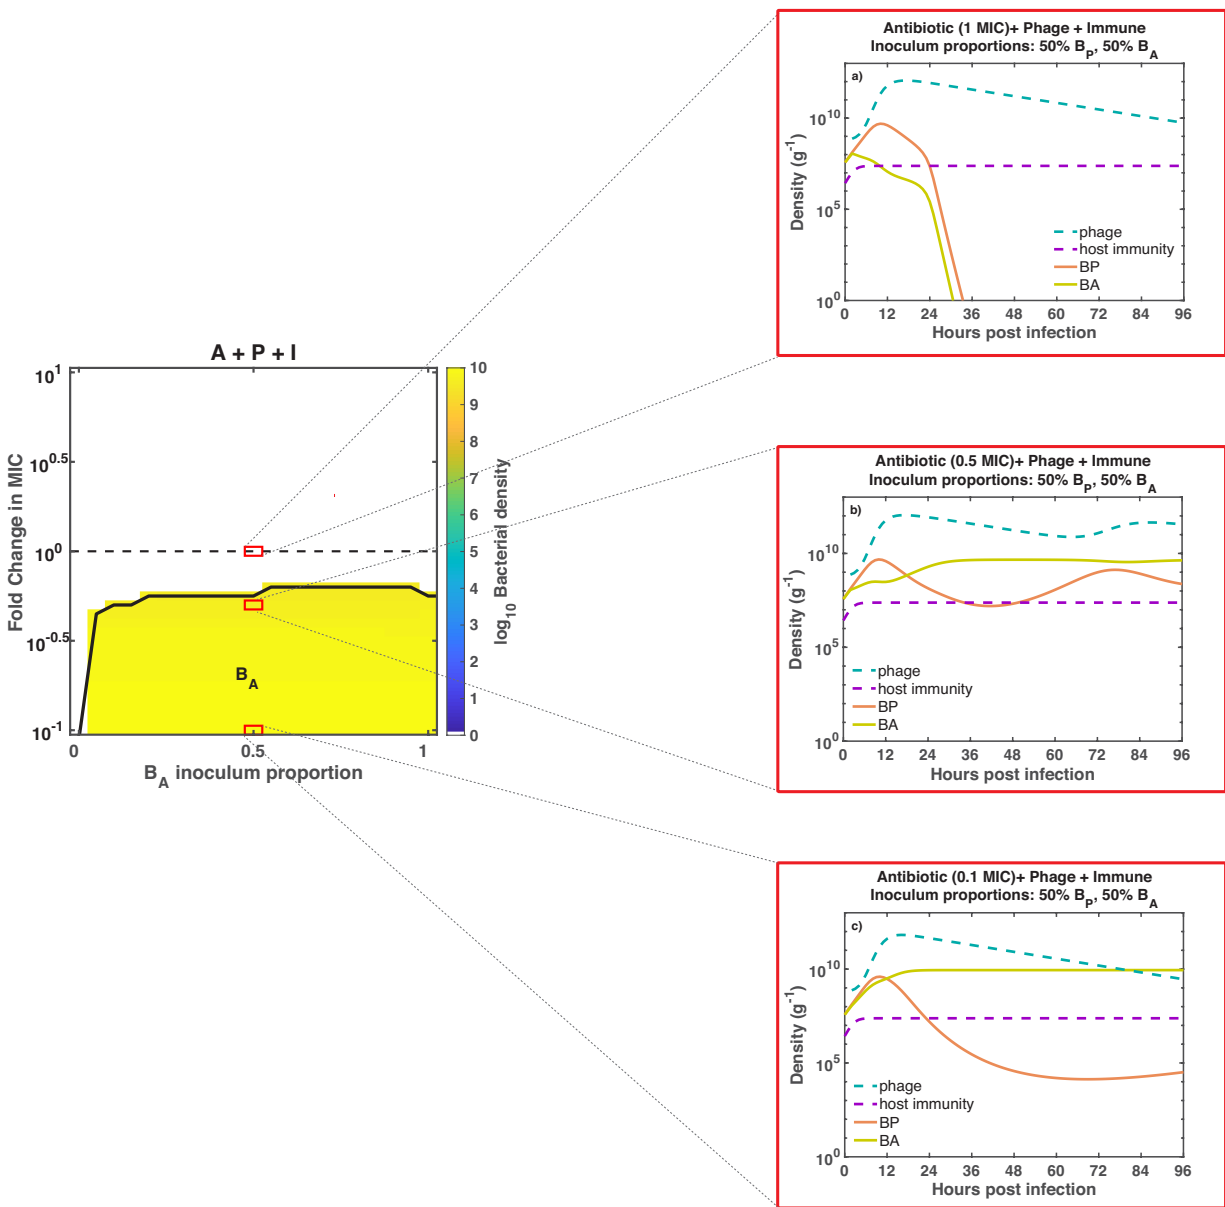 A + P + I
Fold Change in MIC
10^1
10^0.5
10^0
10^-0.5
10^-1
B_A
0
0.5
1
B_A inoculum proportion
10
9
8
7
6
5
4
3
2
1
0
log_10 Bacterial density
Antibiotic (1 MIC)+ Phage + Immune
Inoculum proportions: 50% B_P, 50% B_A
a)
Density (g^-1)
10^10
10^5
10^0
phage
host immunity
BP
BA
0 12 24 36 48 60 72 84 96
Hours post infection
Antibiotic (0.5 MIC)+ Phage + Immune
Inoculum proportions: 50% B_P, 50% B_A
b)
Density (g^-1)
10^10
10^5
10^0
phage
host immunity
BP
BA
0 12 24 36 48 60 72 84 96
Hours post infection
Antibiotic (0.1 MIC)+ Phage + Immune
Inoculum proportions: 50% B_P, 50% B_A
c)
Density (g^-1)
10^10
10^5
10^0
phage
host immunity
BP
BA
0 12 24 36 48 60 72 84 96
Hours post infection